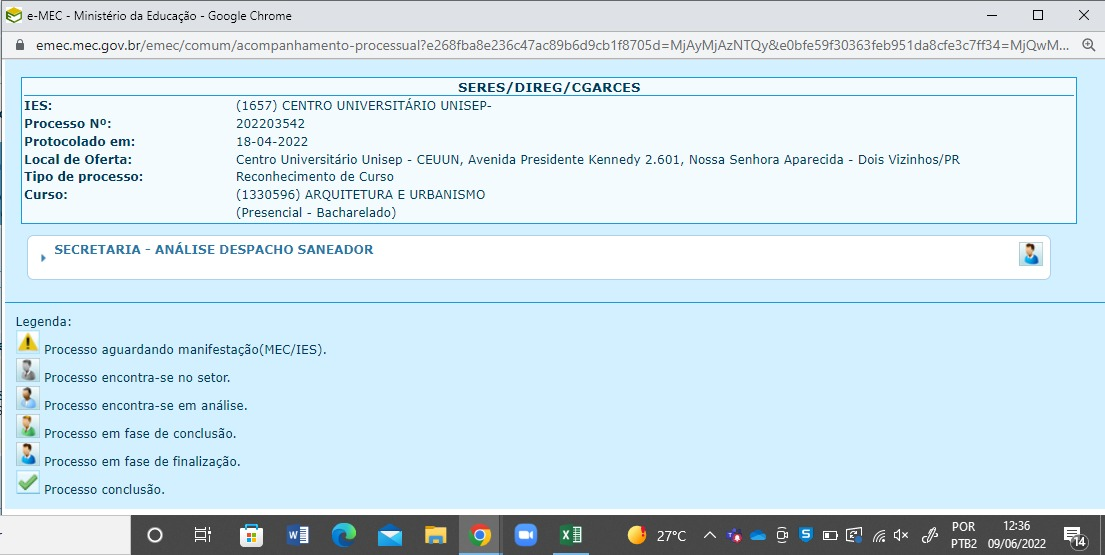 e-MEC - Ministério da Educação - Google Chrome
emec.mec.gov.br/emec/comum/acompanhamento-processual?e268fba8e236c47ac89b6d9cb1f8705d=MjAyMjAzNTQy&e0bfe59f30363feb951da8cfe3c7ff34=MjQwM...
SERES/DIREG/CGARCES
IES: (1657) CENTRO UNIVERSITÁRIO UNISEP-
Processo Nº: 202203542
Protocolado em: 18-04-2022
Local de Oferta: Centro Universitário Unisep - CEUUN, Avenida Presidente Kennedy 2.601, Nossa Senhora Aparecida - Dois Vizinhos/PR
Tipo de processo: Reconhecimento de Curso
Curso: (1330596) ARQUITETURA E URBANISMO
(Presencial - Bacharelado)
SECRETARIA - ANÁLISE DESPACHO SANEADOR
Legenda:
Processo aguardando manifestação(MEC/IES).
Processo encontra-se no setor.
Processo encontra-se em análise.
Processo em fase de conclusão.
Processo em fase de finalização.
Processo conclusão.
27°C
POR
PTB2
12:36
09/06/2022
14